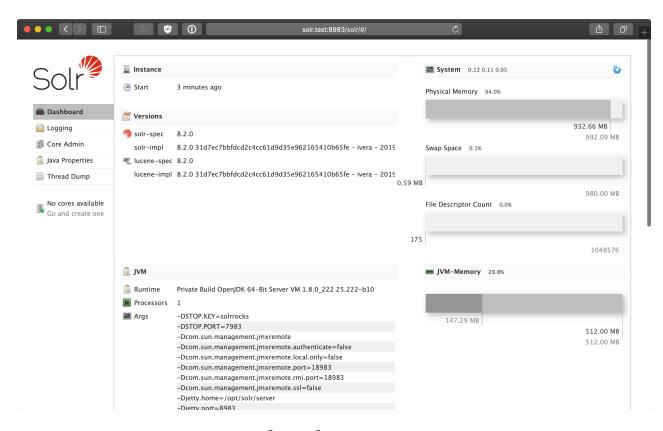 solr.test:8983/solr/#/
Solr
Dashboard
Logging
Core Admin
Java Properties
Thread Dump
No cores available
Go and create one
Instance
Start 3 minutes ago
Versions
solr-spec 8.2.0
solr-impl 8.2.0 31d7ec7bbfdcd2c4cc61d9d35e962165410b65fe - ivera - 2019
lucene-spec 8.2.0
lucene-impl 8.2.0 31d7ec7bbfdcd2c4cc61d9d35e962165410b65fe - ivera - 2019
System 0.12 0.11 0.05
Physical Memory 94.0%
932.66 MB
992.09 MB
Swap Space 0.1%
0.59 MB
980.00 MB
File Descriptor Count 0.0%
175
1048576
JVM
Runtime Private Build OpenJDK 64-Bit Server VM 1.8.0_222 25.222-b10
Processors 1
Args -DSTOP.KEY=solrrocks
-DSTOP.PORT=7983
-Dcom.sun.management.jmxremote
-Dcom.sun.management.jmxremote.authenticate=false
-Dcom.sun.management.jmxremote.local.only=false
-Dcom.sun.management.jmxremote.port=18983
-Dcom.sun.management.jmxremote.rmi.port=18983
-Dcom.sun.management.jmxremote.ssl=false
-Djetty.home=/opt/solr/server
-Djetty.port=8983
JVM-Memory 28.8%
147.29 MB
512.00 MB
512.00 MB